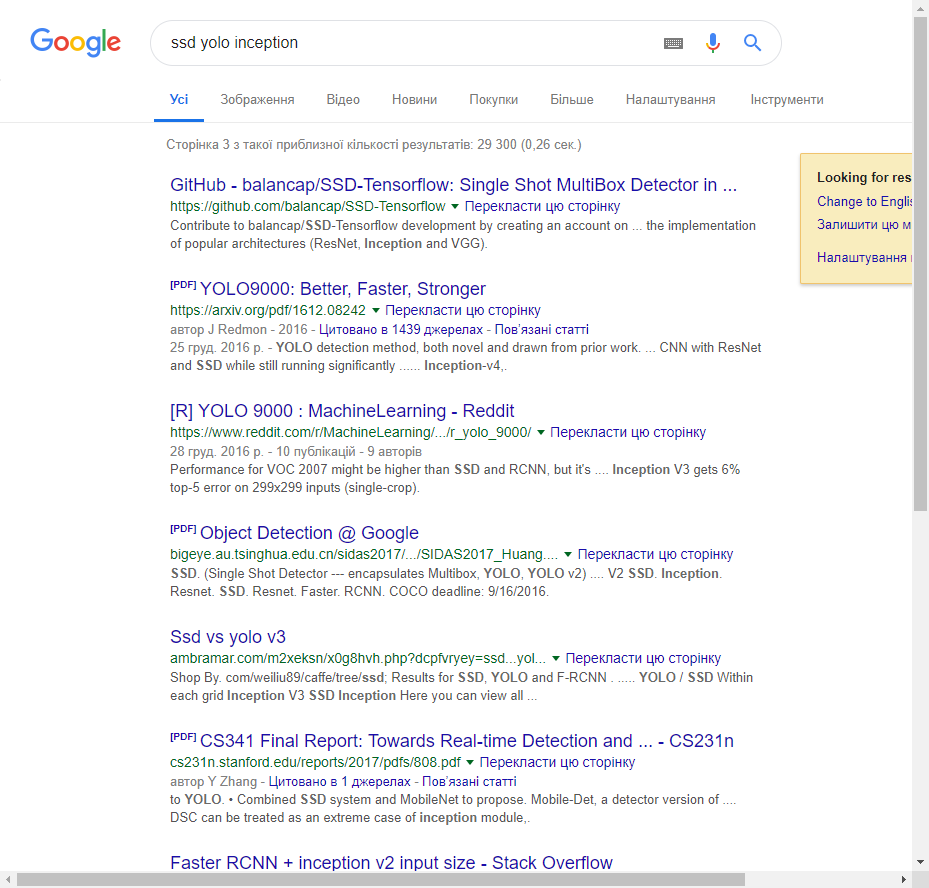 Google
ssd yolo inception
Усі Зображення Відео Новини Покупки Більше Налаштування Інструменти
Сторінка 3 з такої приблизної кількості результатів: 29 300 (0,26 сек.)
Looking for res
Change to Englis
Залишити цю м
Налаштування
GitHub - balancap/SSD-Tensorflow: Single Shot MultiBox Detector in ...
https://github.com/balancap/SSD-Tensorflow Перекласти цю сторінку
Contribute to balancap/SSD-Tensorflow development by creating an account on ... the implementation
of popular architectures (ResNet, Inception and VGG).
[PDF] YOLO9000: Better, Faster, Stronger
https://arxiv.org/pdf/1612.08242 Перекласти цю сторінку
автор J Redmon - 2016 - Цитовано в 1439 джерелах - Пов'язані статті
25 груд. 2016 р. - YOLO detection method, both novel and drawn from prior work. ... CNN with ResNet
and SSD while still running significantly ...... Inception-v4,.
[R] YOLO 9000 : MachineLearning - Reddit
https://www.reddit.com/r/MachineLearning/.../r_yolo_9000/ Перекласти цю сторінку
28 груд. 2016 р. - 10 публікацій - 9 авторів
Performance for VOC 2007 might be higher than SSD and RCNN, but it's .... Inception V3 gets 6%
top-5 error on 299x299 inputs (single-crop).
[PDF] Object Detection @ Google
bigeye.au.tsinghua.edu.cn/sidas2017/.../SIDAS2017_Huang.... Перекласти цю сторінку
SSD. (Single Shot Detector --- encapsulates Multibox, YOLO, YOLO v2) .... V2 SSD. Inception.
Resnet. SSD. Resnet. Faster. RCNN. COCO deadline: 9/16/2016.
Ssd vs yolo v3
ambramar.com/m2xeksn/x0g8hvh.php?dcpfvryey=ssd...yol... Перекласти цю сторінку
Shop By. com/weiliu89/caffe/tree/ssd; Results for SSD, YOLO and F-RCNN . ..... YOLO / SSD Within
each grid Inception V3 SSD Inception Here you can view all ...
[PDF] CS341 Final Report: Towards Real-time Detection and ... - CS231n
cs231n.stanford.edu/reports/2017/pdfs/808.pdf Перекласти цю сторінку
автор Y Zhang - Цитовано в 1 джерелах - Пов'язані статті
to YOLO. • Combined SSD system and MobileNet to propose. Mobile-Det, a detector version of ....
DSC can be treated as an extreme case of inception module,.
Faster RCNN + inception v2 input size - Stack Overflow